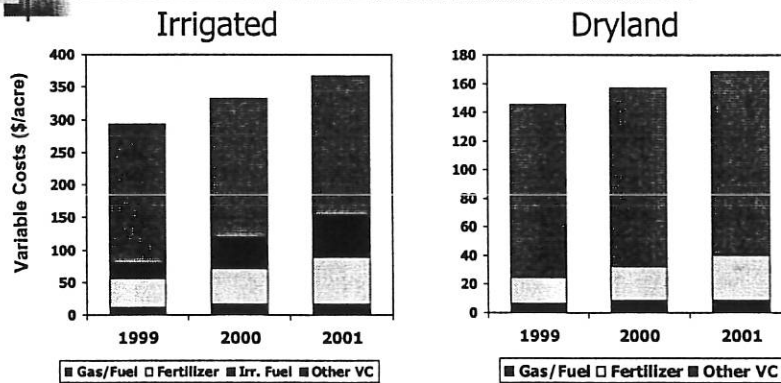 Irrigated
Variable Costs ($/acre)
400
350
300
250
200
150
100
50
0
1999 2000 2001
■ Gas/Fuel □ Fertilizer ■ Irr. Fuel ■ Other VC
Dryland
180
160
140
120
100
80
60
40
20
0
1999 2000 2001
■ Gas/Fuel □ Fertilizer ■ Other VC